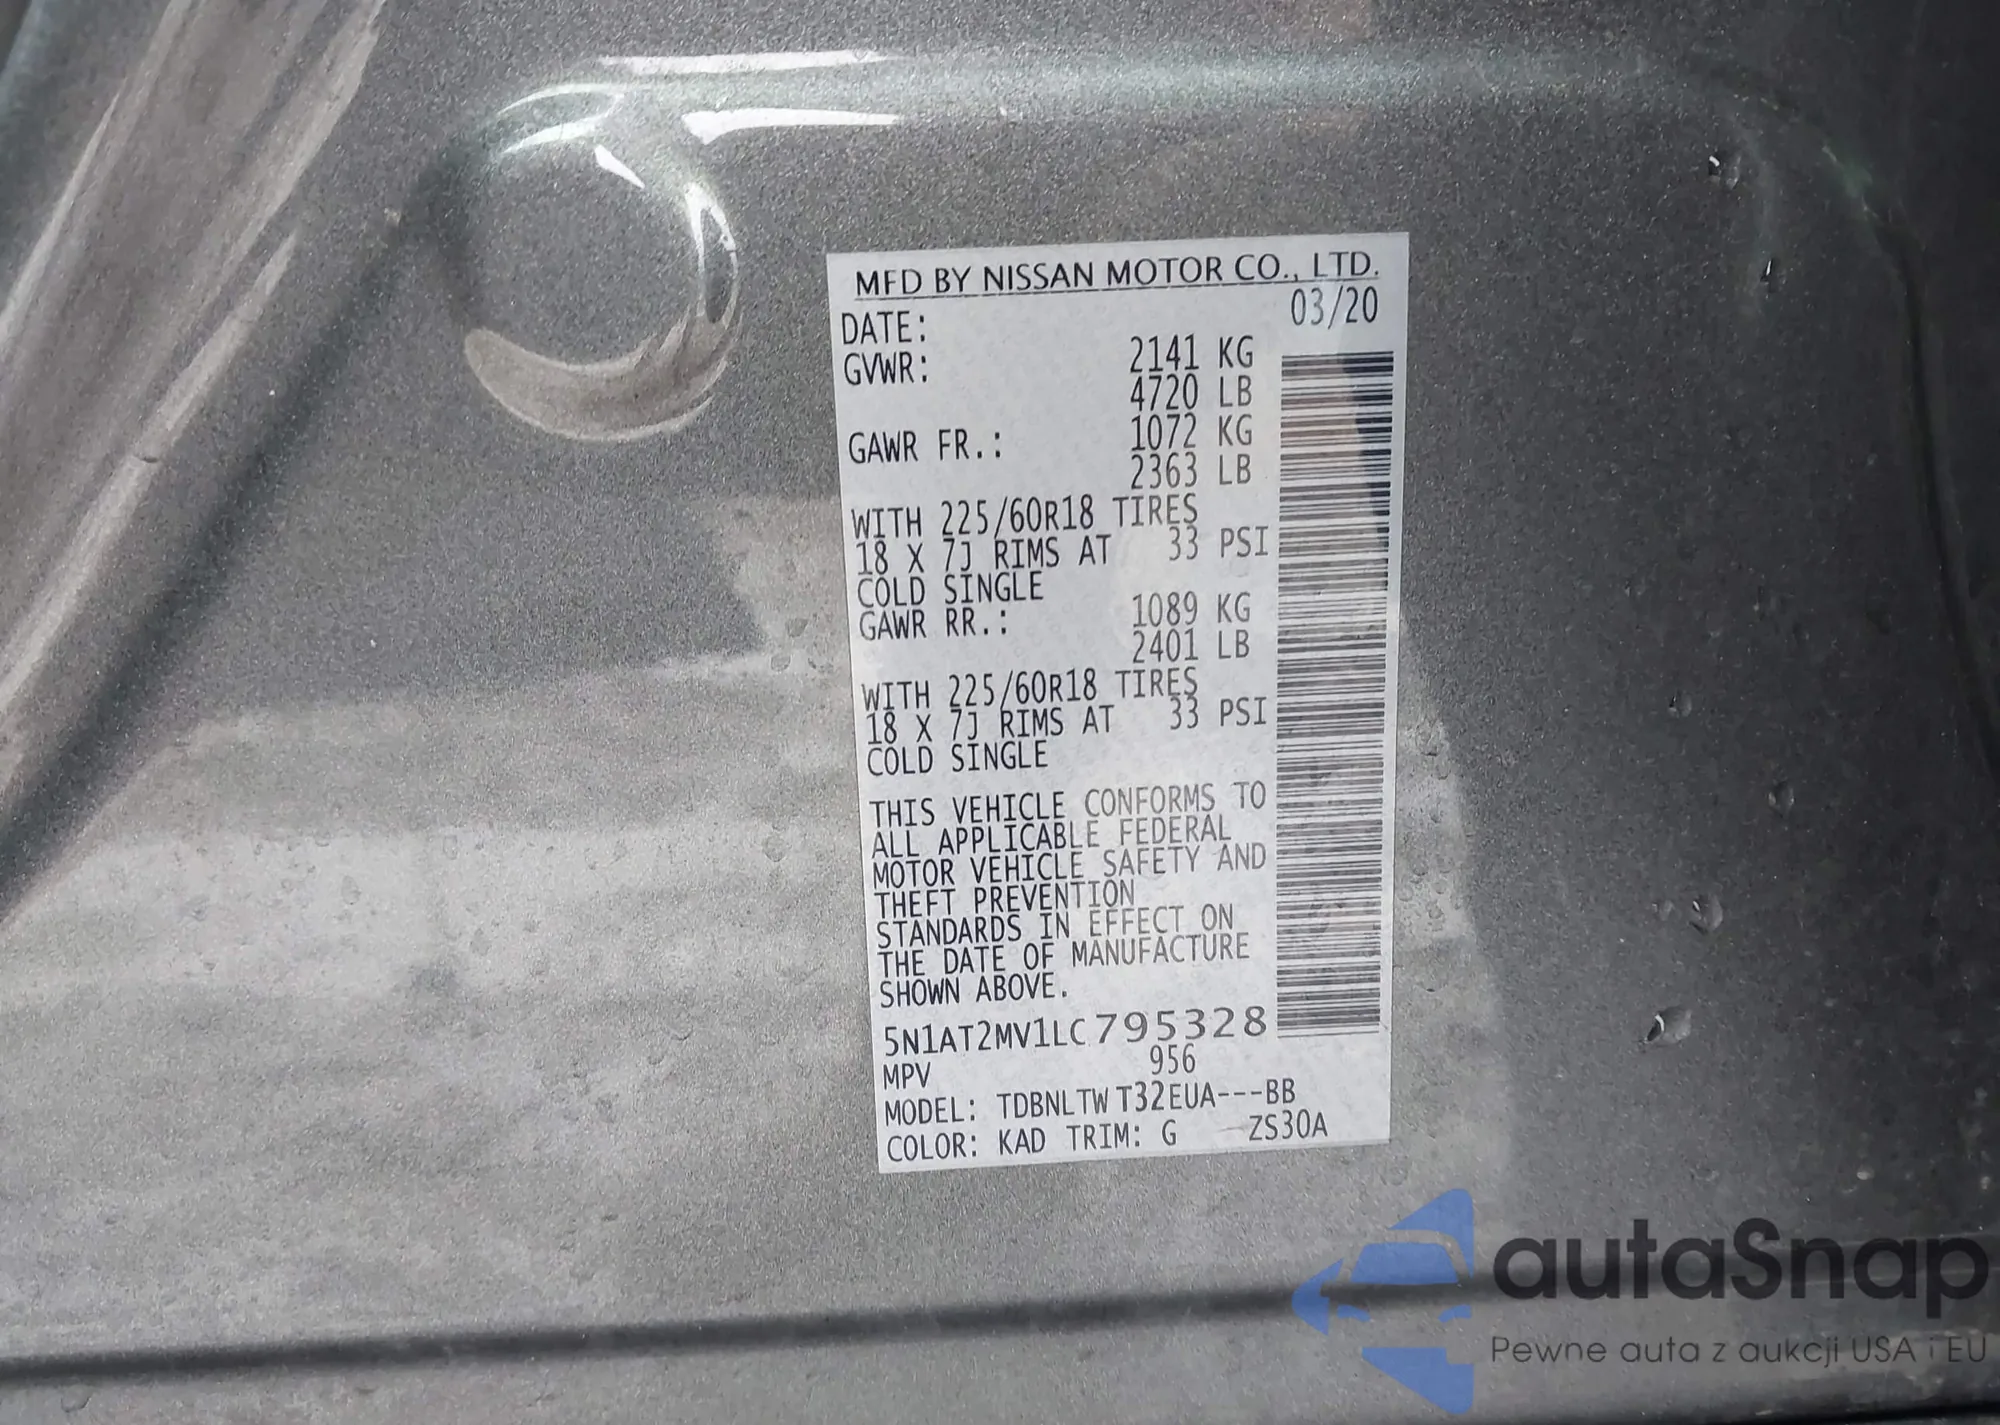 MFD BY NISSAN MOTOR CO., LTD.
DATE: 03/20
GVWR: 2141 KG
4720 LB
GAWR FR.: 1072 KG
2363 LB
WITH 225/60R18 TIRES
18 X 7J RIMS AT 33 PSI
COLD SINGLE
GAWR RR.: 1089 KG
2401 LB
WITH 225/60R18 TIRES
18 X 7J RIMS AT 33 PSI
COLD SINGLE
THIS VEHICLE CONFORMS TO
ALL APPLICABLE FEDERAL
MOTOR VEHICLE SAFETY AND
THEFT PREVENTION
STANDARDS IN EFFECT ON
THE DATE OF MANUFACTURE
SHOWN ABOVE.
5N1AT2MV1LC795328
MPV 956
MODEL: TDBNLTW T32EUA---BB
COLOR: KAD TRIM: G ZS30A
autaSnap
Pewne auta z aukcji USA i EU